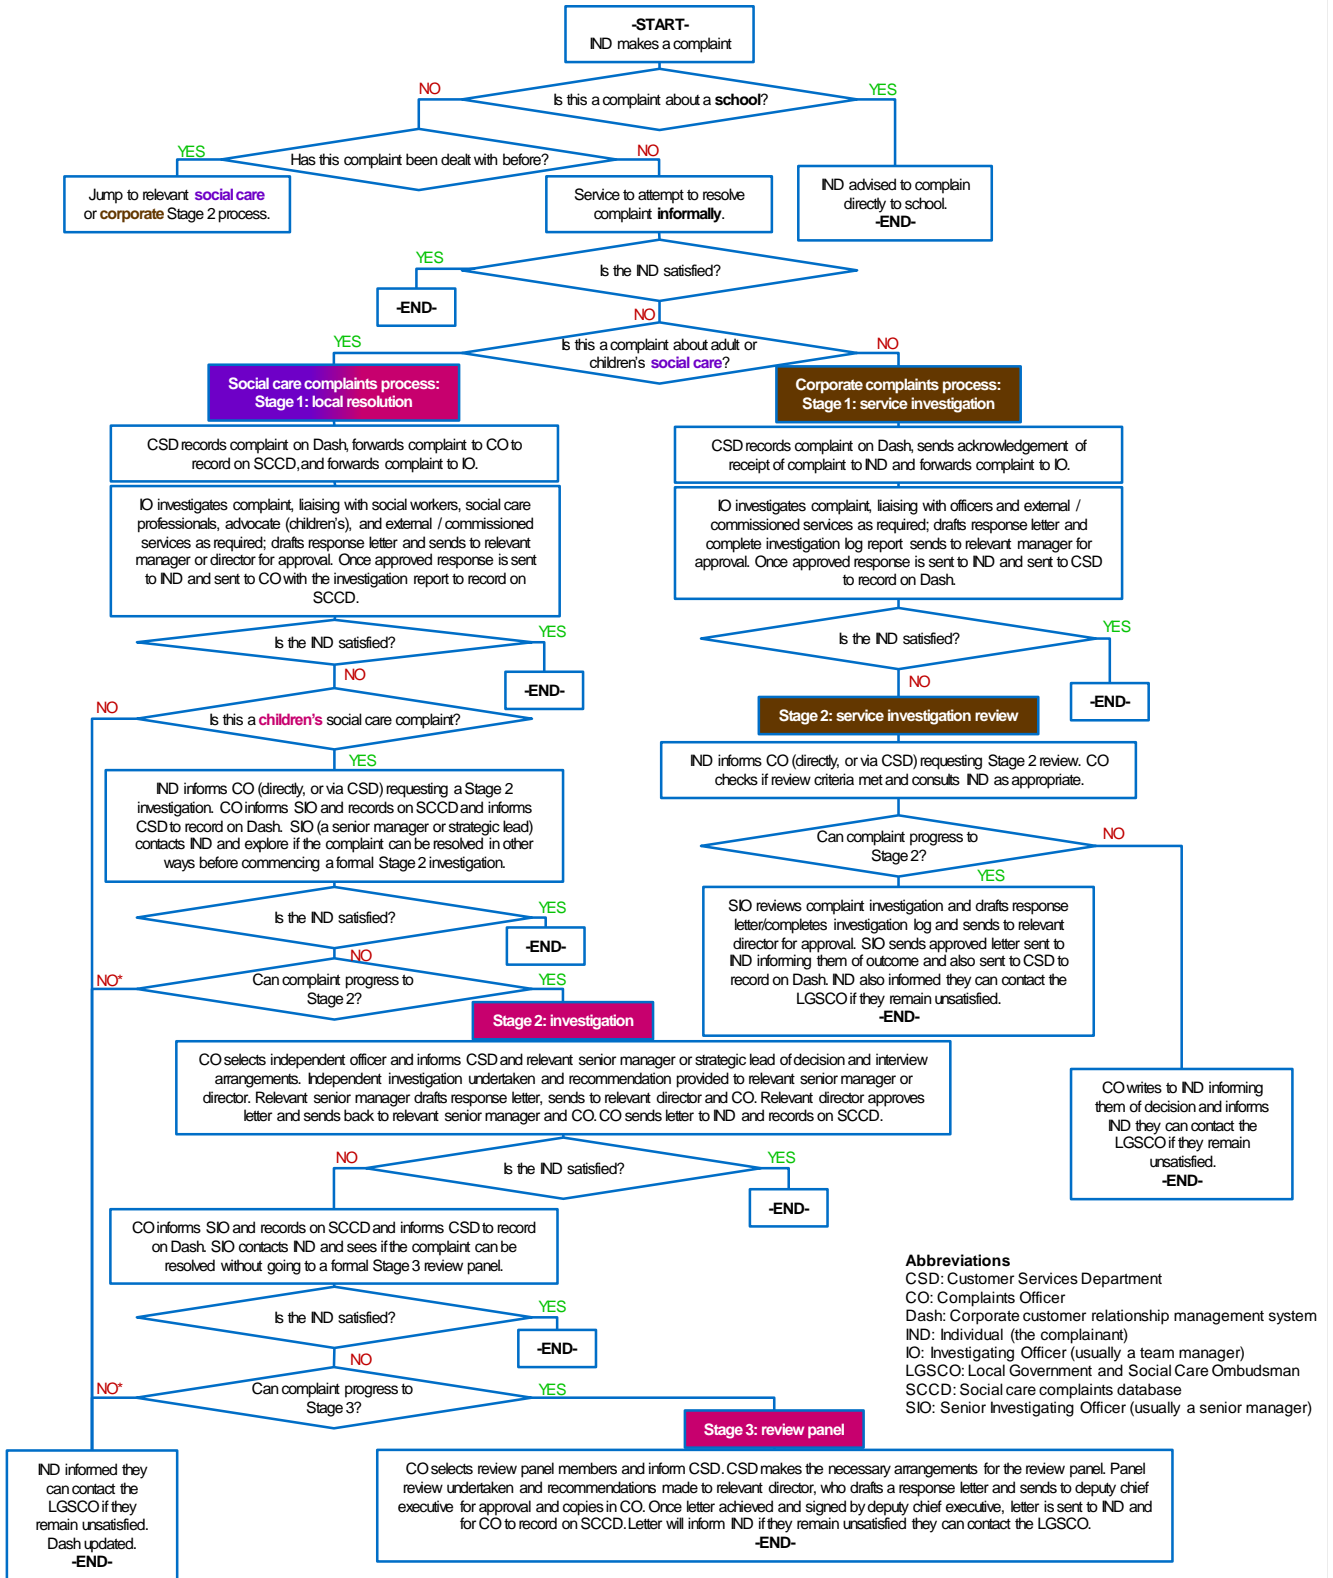 -START-
IND makes a complaint
NO
YES
Is this a complaint about a school?
YES
Has this complaint been dealt with before?
NO
Jump to relevant social care
or corporate Stage 2 process.
Service to attempt to resolve
complaint informally.
IND advised to complain
directly to school.
-END-
YES
Is the IND satisfied?
-END-
NO
YES
Is this a complaint about adult or
children's social care?
NO
Social care complaints process:
Stage 1: local resolution
Corporate complaints process:
Stage 1: service investigation
CSD records complaint on Dash, forwards complaint to CO to
record on SCCD, and forwards complaint to IO.
CSD records complaint on Dash, sends acknowledgement of
receipt of complaint to IND and forwards complaint to IO.
IO investigates complaint, liaising with social workers, social care
professionals, advocate (children's), and external / commissioned
services as required; drafts response letter and sends to relevant
manager or director for approval. Once approved response is sent
to IND and sent to CO with the investigation report to record on
SCCD.
IO investigates complaint, liaising with officers and external /
commissioned services as required; drafts response letter and
complete investigation log report sends to relevant manager for
approval. Once approved response is sent to IND and sent to CSD
to record on Dash.
Is the IND satisfied?
YES
-END-
NO
Is the IND satisfied?
YES
-END-
NO
NO
Is this a children's social care complaint?
YES
Stage 2: service investigation review
IND informs CO (directly, or via CSD) requesting Stage 2 review. CO
checks if review criteria met and consults IND as appropriate.
IND informs CO (directly, or via CSD) requesting a Stage 2
investigation. CO informs SIO and records on SCCD and informs
CSD to record on Dash. SIO (a senior manager or strategic lead)
contacts IND and explore if the complaint can be resolved in other
ways before commencing a formal Stage 2 investigation.
Can complaint progress to
Stage 2?
NO
YES
Is the IND satisfied?
YES
-END-
NO
SIO reviews complaint investigation and drafts response
letter/completes investigation log and sends to relevant
director for approval. SIO sends approved letter sent to
IND informing them of outcome and also sent to CSD to
record on Dash. IND also informed they can contact the
LGSCO if they remain unsatisfied.
-END-
NO*
Can complaint progress to
Stage 2?
YES
Stage 2: investigation
CO selects independent officer and informs CSD and relevant senior manager or strategic lead of decision and interview
arrangements. Independent investigation undertaken and recommendation provided to relevant senior manager or
director. Relevant senior manager drafts response letter, sends to relevant director and CO. Relevant director approves
letter and sends back to relevant senior manager and CO. CO sends letter to IND and records on SCCD.
CO writes to IND informing
them of decision and informs
IND they can contact the
LGSCO if they remain
unsatisfied.
-END-
NO
Is the IND satisfied?
YES
-END-
CO informs SIO and records on SCCD and informs CSD to record
on Dash. SIO contacts IND and sees if the complaint can be
resolved without going to a formal Stage 3 review panel.
Is the IND satisfied?
YES
-END-
NO
Abbreviations
CSD: Customer Services Department
CO: Complaints Officer
Dash: Corporate customer relationship management system
IND: Individual (the complainant)
IO: Investigating Officer (usually a team manager)
LGSCO: Local Government and Social Care Ombudsman
SCCD: Social care complaints database
SIO: Senior Investigating Officer (usually a senior manager)
NO*
Can complaint progress to
Stage 3?
YES
Stage 3: review panel
IND informed they
can contact the
LGSCO if they
remain unsatisfied.
Dash updated.
-END-
CO selects review panel members and inform CSD. CSD makes the necessary arrangements for the review panel. Panel
review undertaken and recommendations made to relevant director, who drafts a response letter and sends to deputy chief
executive for approval and copies in CO. Once letter achieved and signed by deputy chief executive, letter is sent to IND and
for CO to record on SCCD. Letter will inform IND if they remain unsatisfied they can contact the LGSCO.
-END-